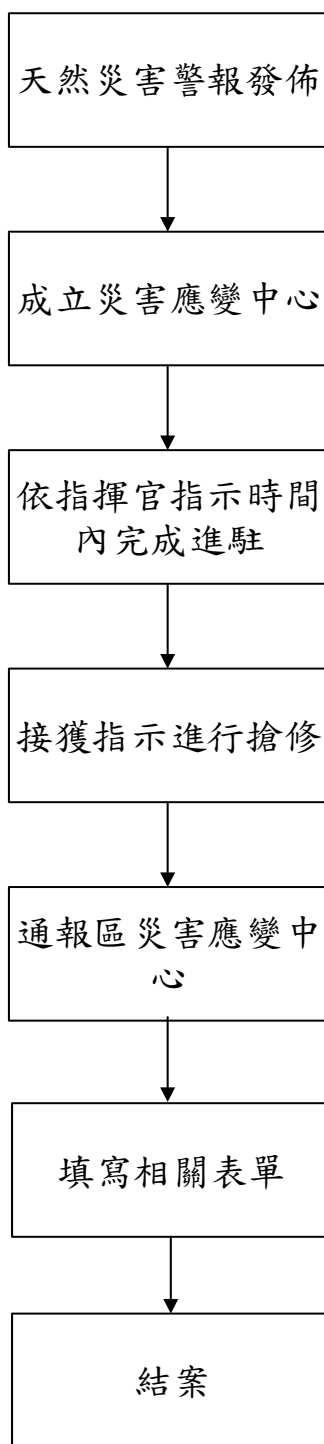 天然災害警報發佈
成立災害應變中心
依指揮官指示時間
內完成進駐
接獲指示進行搶修
通報區災害應變中
心
填寫相關表單
結案